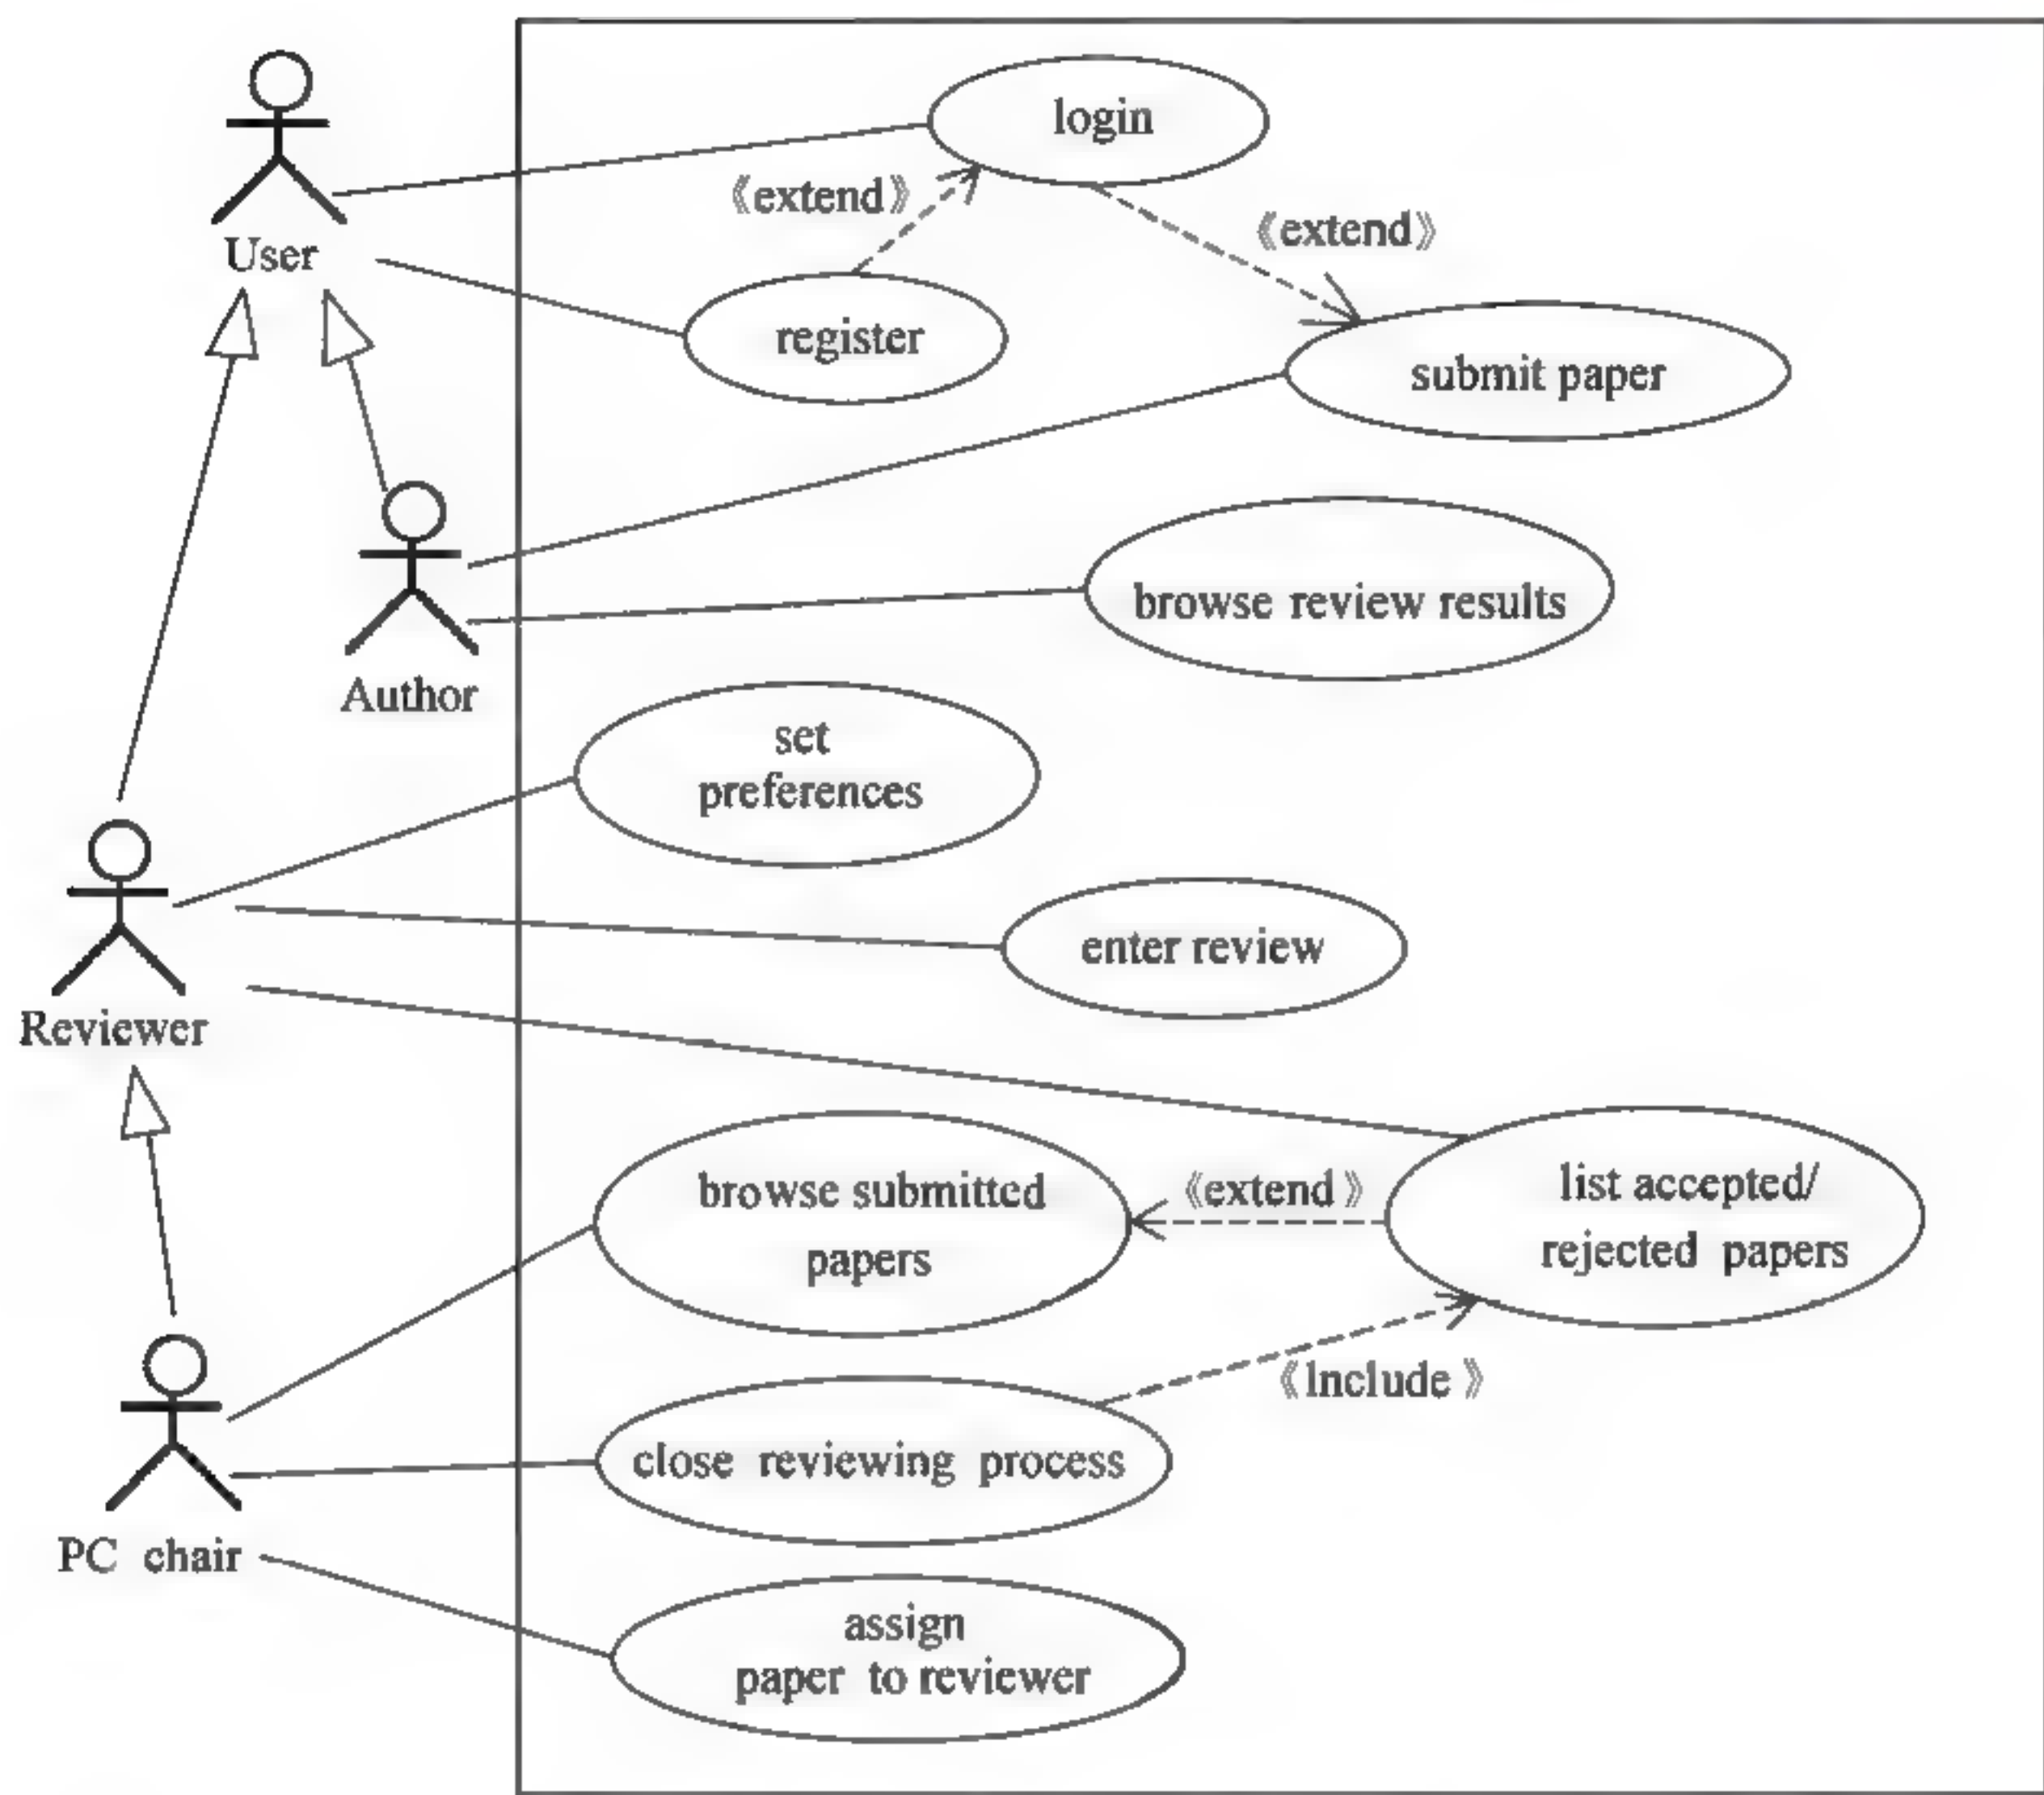 login
《extend》
《extend》
User
register
submit paper
browse review results
Author
set
preferences
enter review
Reviewer
browse submitted
papers
《extend 》
list accepted/
rejected papers
《Include 》
close reviewing process
PC chair
assign
paper to reviewer